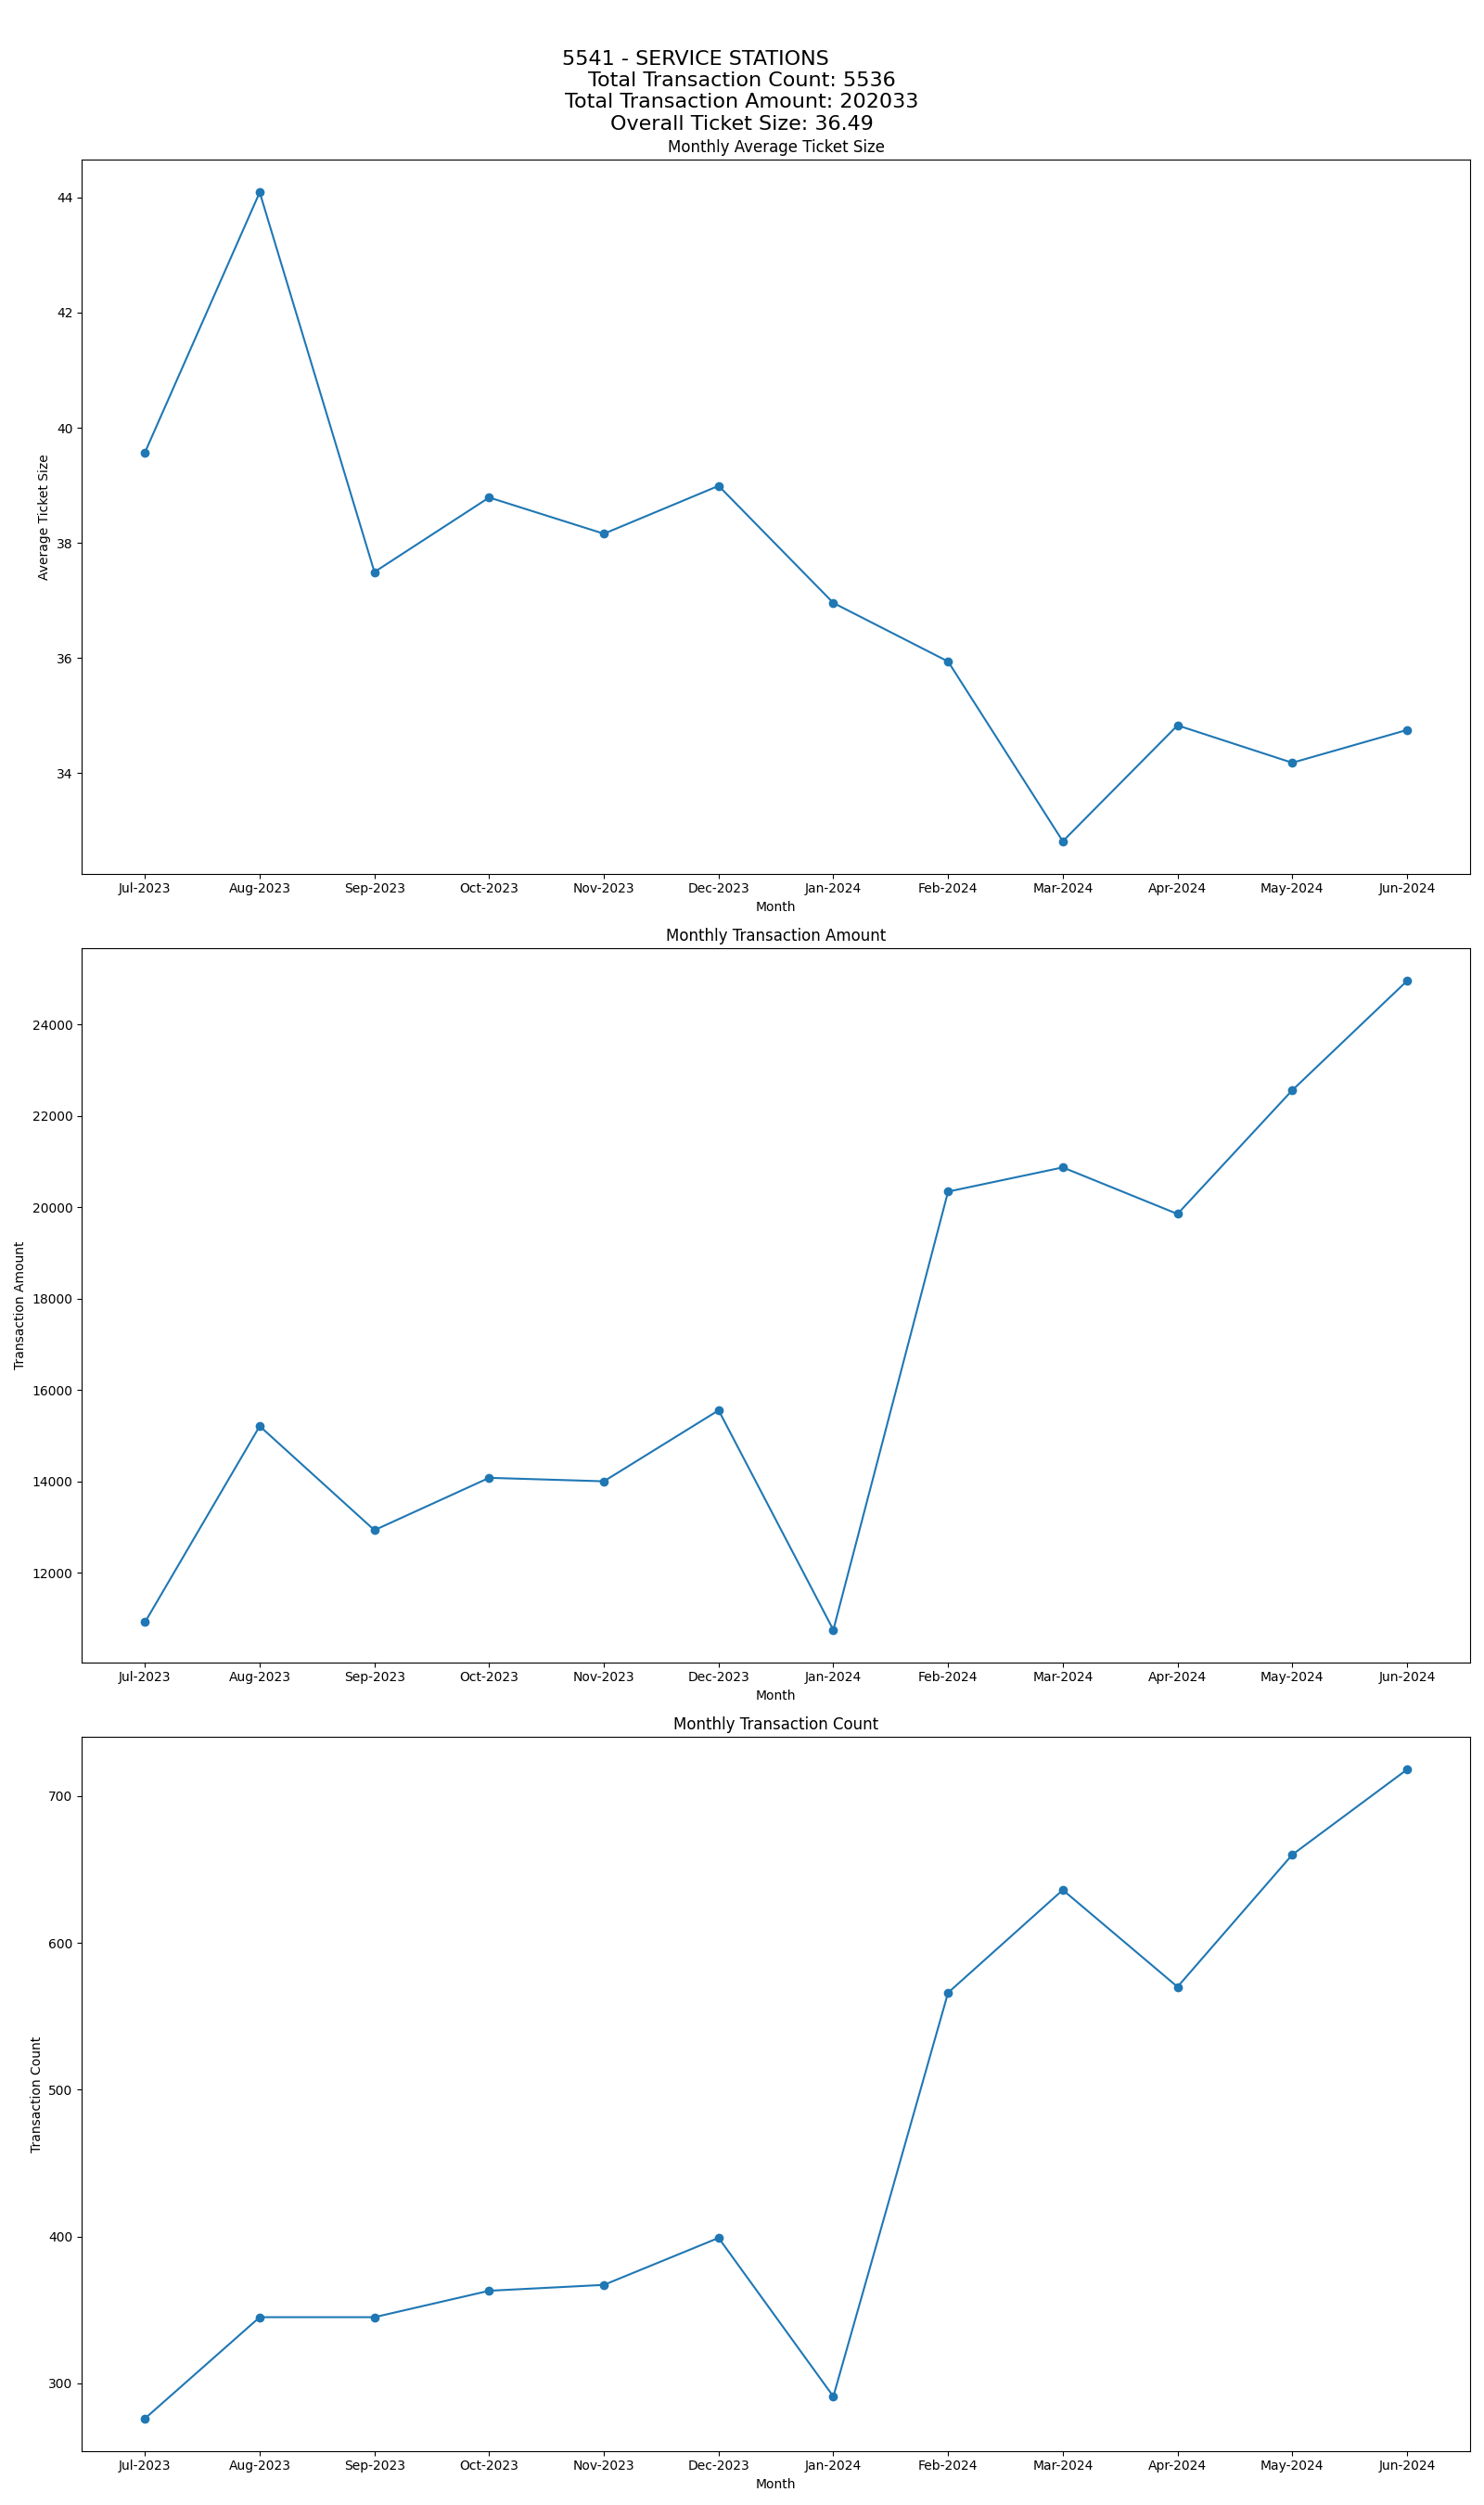 5541 - SERVICE STATIONS
Total Transaction Count: 5536
Total Transaction Amount: 202033
Overall Ticket Size: 36.49
Monthly Average Ticket Size
44
42
40
38
36
34
Average Ticket Size
Jul-2023 Aug-2023 Sep-2023 Oct-2023 Nov-2023 Dec-2023 Jan-2024 Feb-2024 Mar-2024 Apr-2024 May-2024 Jun-2024
Month
Monthly Transaction Amount
24000
22000
20000
18000
16000
14000
12000
Transaction Amount
Jul-2023 Aug-2023 Sep-2023 Oct-2023 Nov-2023 Dec-2023 Jan-2024 Feb-2024 Mar-2024 Apr-2024 May-2024 Jun-2024
Month
Monthly Transaction Count
700
600
500
400
300
Transaction Count
Jul-2023 Aug-2023 Sep-2023 Oct-2023 Nov-2023 Dec-2023 Jan-2024 Feb-2024 Mar-2024 Apr-2024 May-2024 Jun-2024
Month